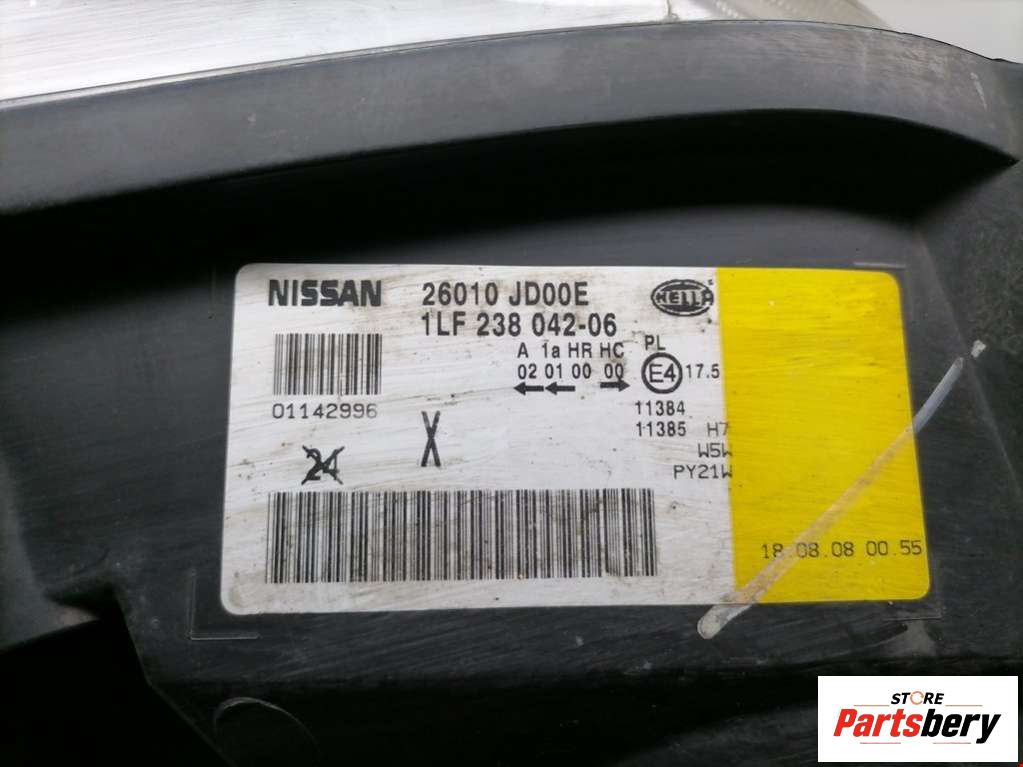 NISSAN 26010 JD00E HELLA
1LF 238 042-06
A 1a HR HC PL
02 01 00 00 E4 17.5
01142996
11384
11385 H7
W5W
24 X
PY21W
18.08.08 00.55
STORE
Partsbery